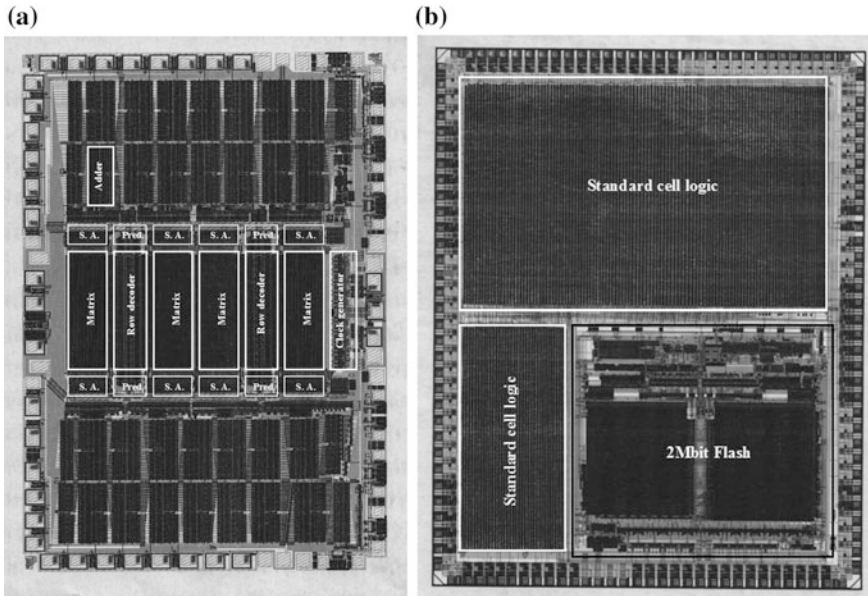 (a)
(b)
Adder
S. A.
Pred.
S. A.
S. A.
Pred.
S. A.
Matrix
Row decoder
Matrix
Matrix
Row decoder
Matrix
Clock generator
S. A.
Pred.
S. A.
S. A.
Pred.
S. A.
Standard cell logic
Standard cell logic
2Mbit Flash